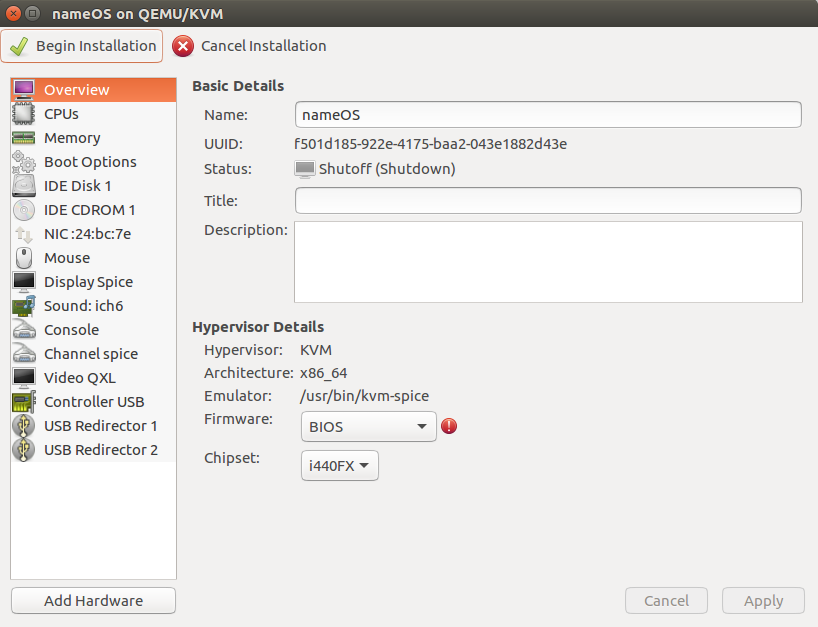 nameOS on QEMU/KVM
Begin Installation
Cancel Installation
Overview
CPUs
Memory
Boot Options
IDE Disk 1
IDE CDROM 1
NIC :24:bc:7e
Mouse
Display Spice
Sound: ich6
Console
Channel spice
Video QXL
Controller USB
USB Redirector 1
USB Redirector 2
Add Hardware
Basic Details
Name: nameOS
UUID: f501d185-922e-4175-baa2-043e1882d43e
Status: Shutoff (Shutdown)
Title:
Description:
Hypervisor Details
Hypervisor: KVM
Architecture: x86_64
Emulator: /usr/bin/kvm-spice
Firmware: BIOS
Chipset: i440FX
Cancel
Apply